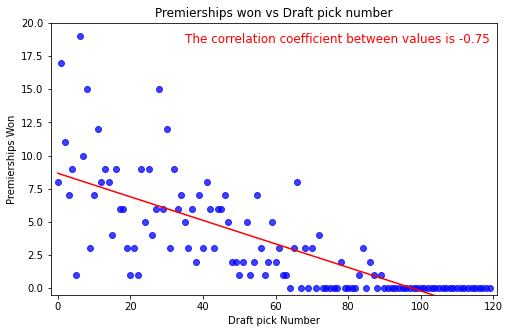 Premierships won vs Draft pick number
The correlation coefficient between values is -0.75
Premierships Won
20.0
17.5
15.0
12.5
10.0
7.5
5.0
2.5
0.0
0 20 40 60 80 100 120
Draft pick Number